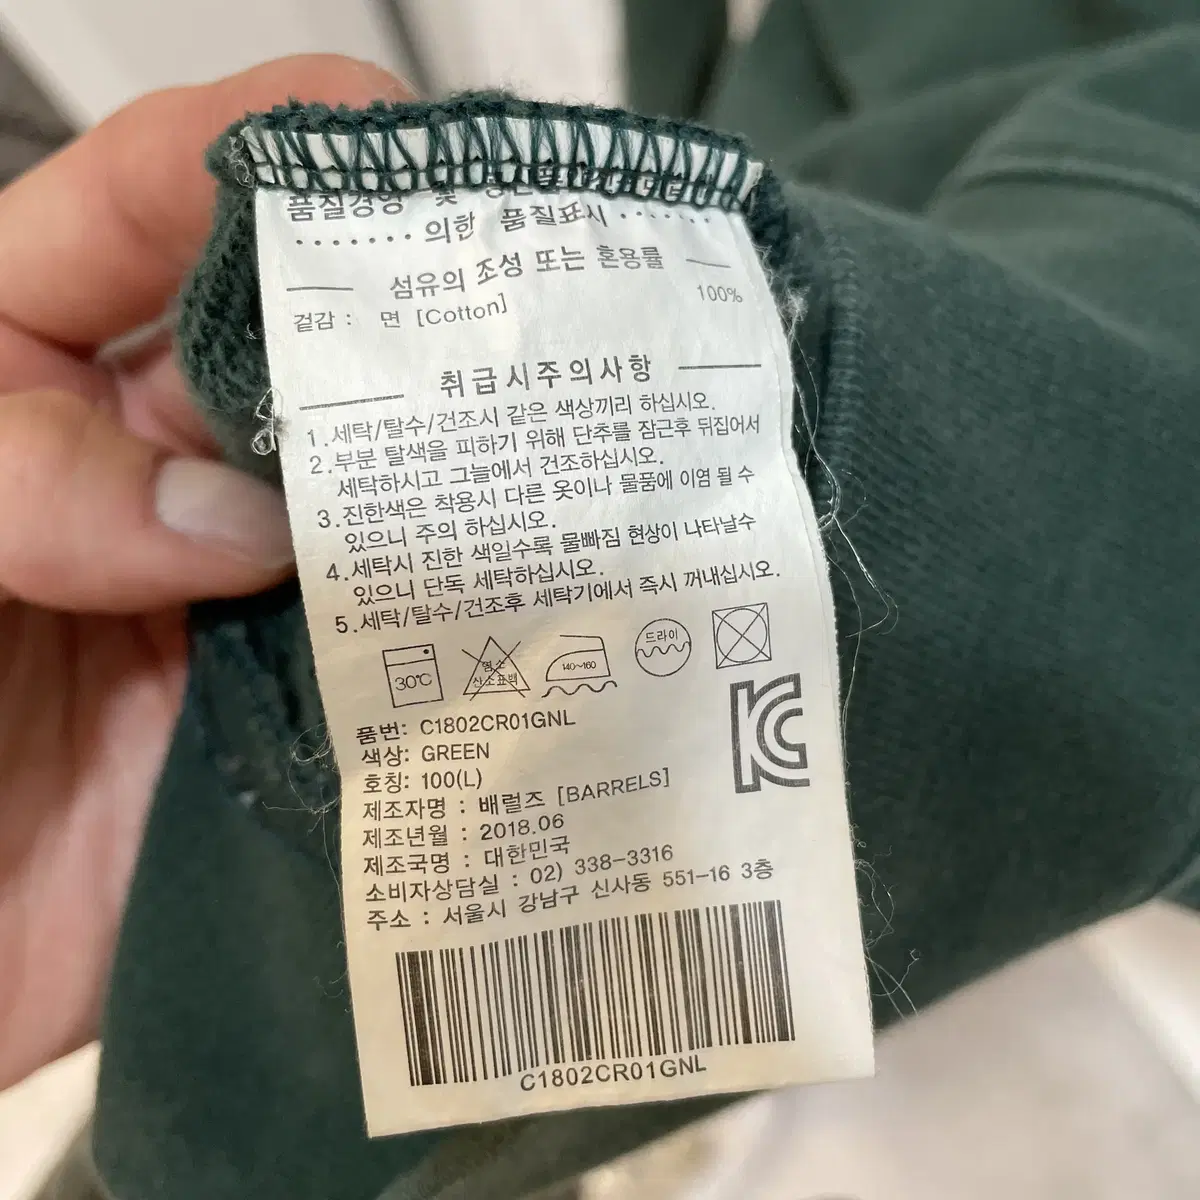 품질경영 및
의한 품질표시
섬유의 조성 또는 혼용률
겉감 : 면 [Cotton] 100%
취급시주의사항
1.세탁/탈수/건조시 같은 색상끼리 하십시오.
2.부분 탈색을 피하기 위해 단추를 잠근후 뒤집어서
세탁하시고 그늘에서 건조하십시오.
3.진한색은 착용시 다른 옷이나 물품에 이염 될 수
있으니 주의 하십시오.
4.세탁시 진한 색일수록 물빠짐 현상이 나타날수
있으니 단독 세탁하십시오.
5.세탁/탈수/건조후 세탁기에서 즉시 꺼내십시오.
30℃ 염소 산소표백 140~160 드라이
품번: C1802CR01GNL
색상: GREEN
호칭: 100(L)
제조자명 : 배럴즈 [BARRELS]
제조년월 : 2018.06
제조국명 : 대한민국
소비자상담실 : 02) 338-3316
주소 : 서울시 강남구 신사동 551-16 3층
C1802CR01GNL